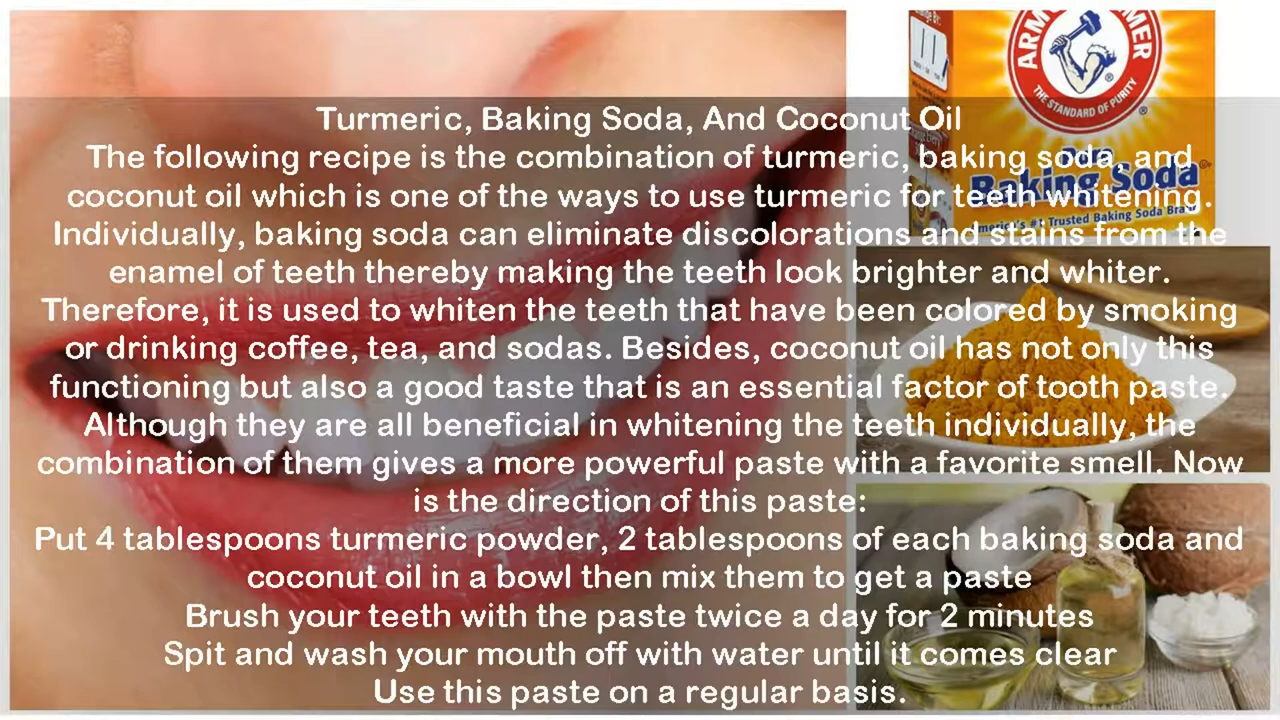 ARM MER
THE STANDARD OF PURITY
Turmeric, Baking Soda, And Coconut Oil
The following recipe is the combination of turmeric, baking soda, and
coconut oil which is one of the ways to use turmeric for teeth whitening.
Baking Soda
America's #1 Trusted Baking Soda Brand
Individually, baking soda can eliminate discolorations and stains from the
enamel of teeth thereby making the teeth look brighter and whiter.
Therefore, it is used to whiten the teeth that have been colored by smoking
or drinking coffee, tea, and sodas. Besides, coconut oil has not only this
functioning but also a good taste that is an essential factor of tooth paste.
Although they are all beneficial in whitening the teeth individually, the
combination of them gives a more powerful paste with a favorite smell. Now
is the direction of this paste:
Put 4 tablespoons turmeric powder, 2 tablespoons of each baking soda and
coconut oil in a bowl then mix them to get a paste
Brush your teeth with the paste twice a day for 2 minutes
Spit and wash your mouth off with water until it comes clear
Use this paste on a regular basis.